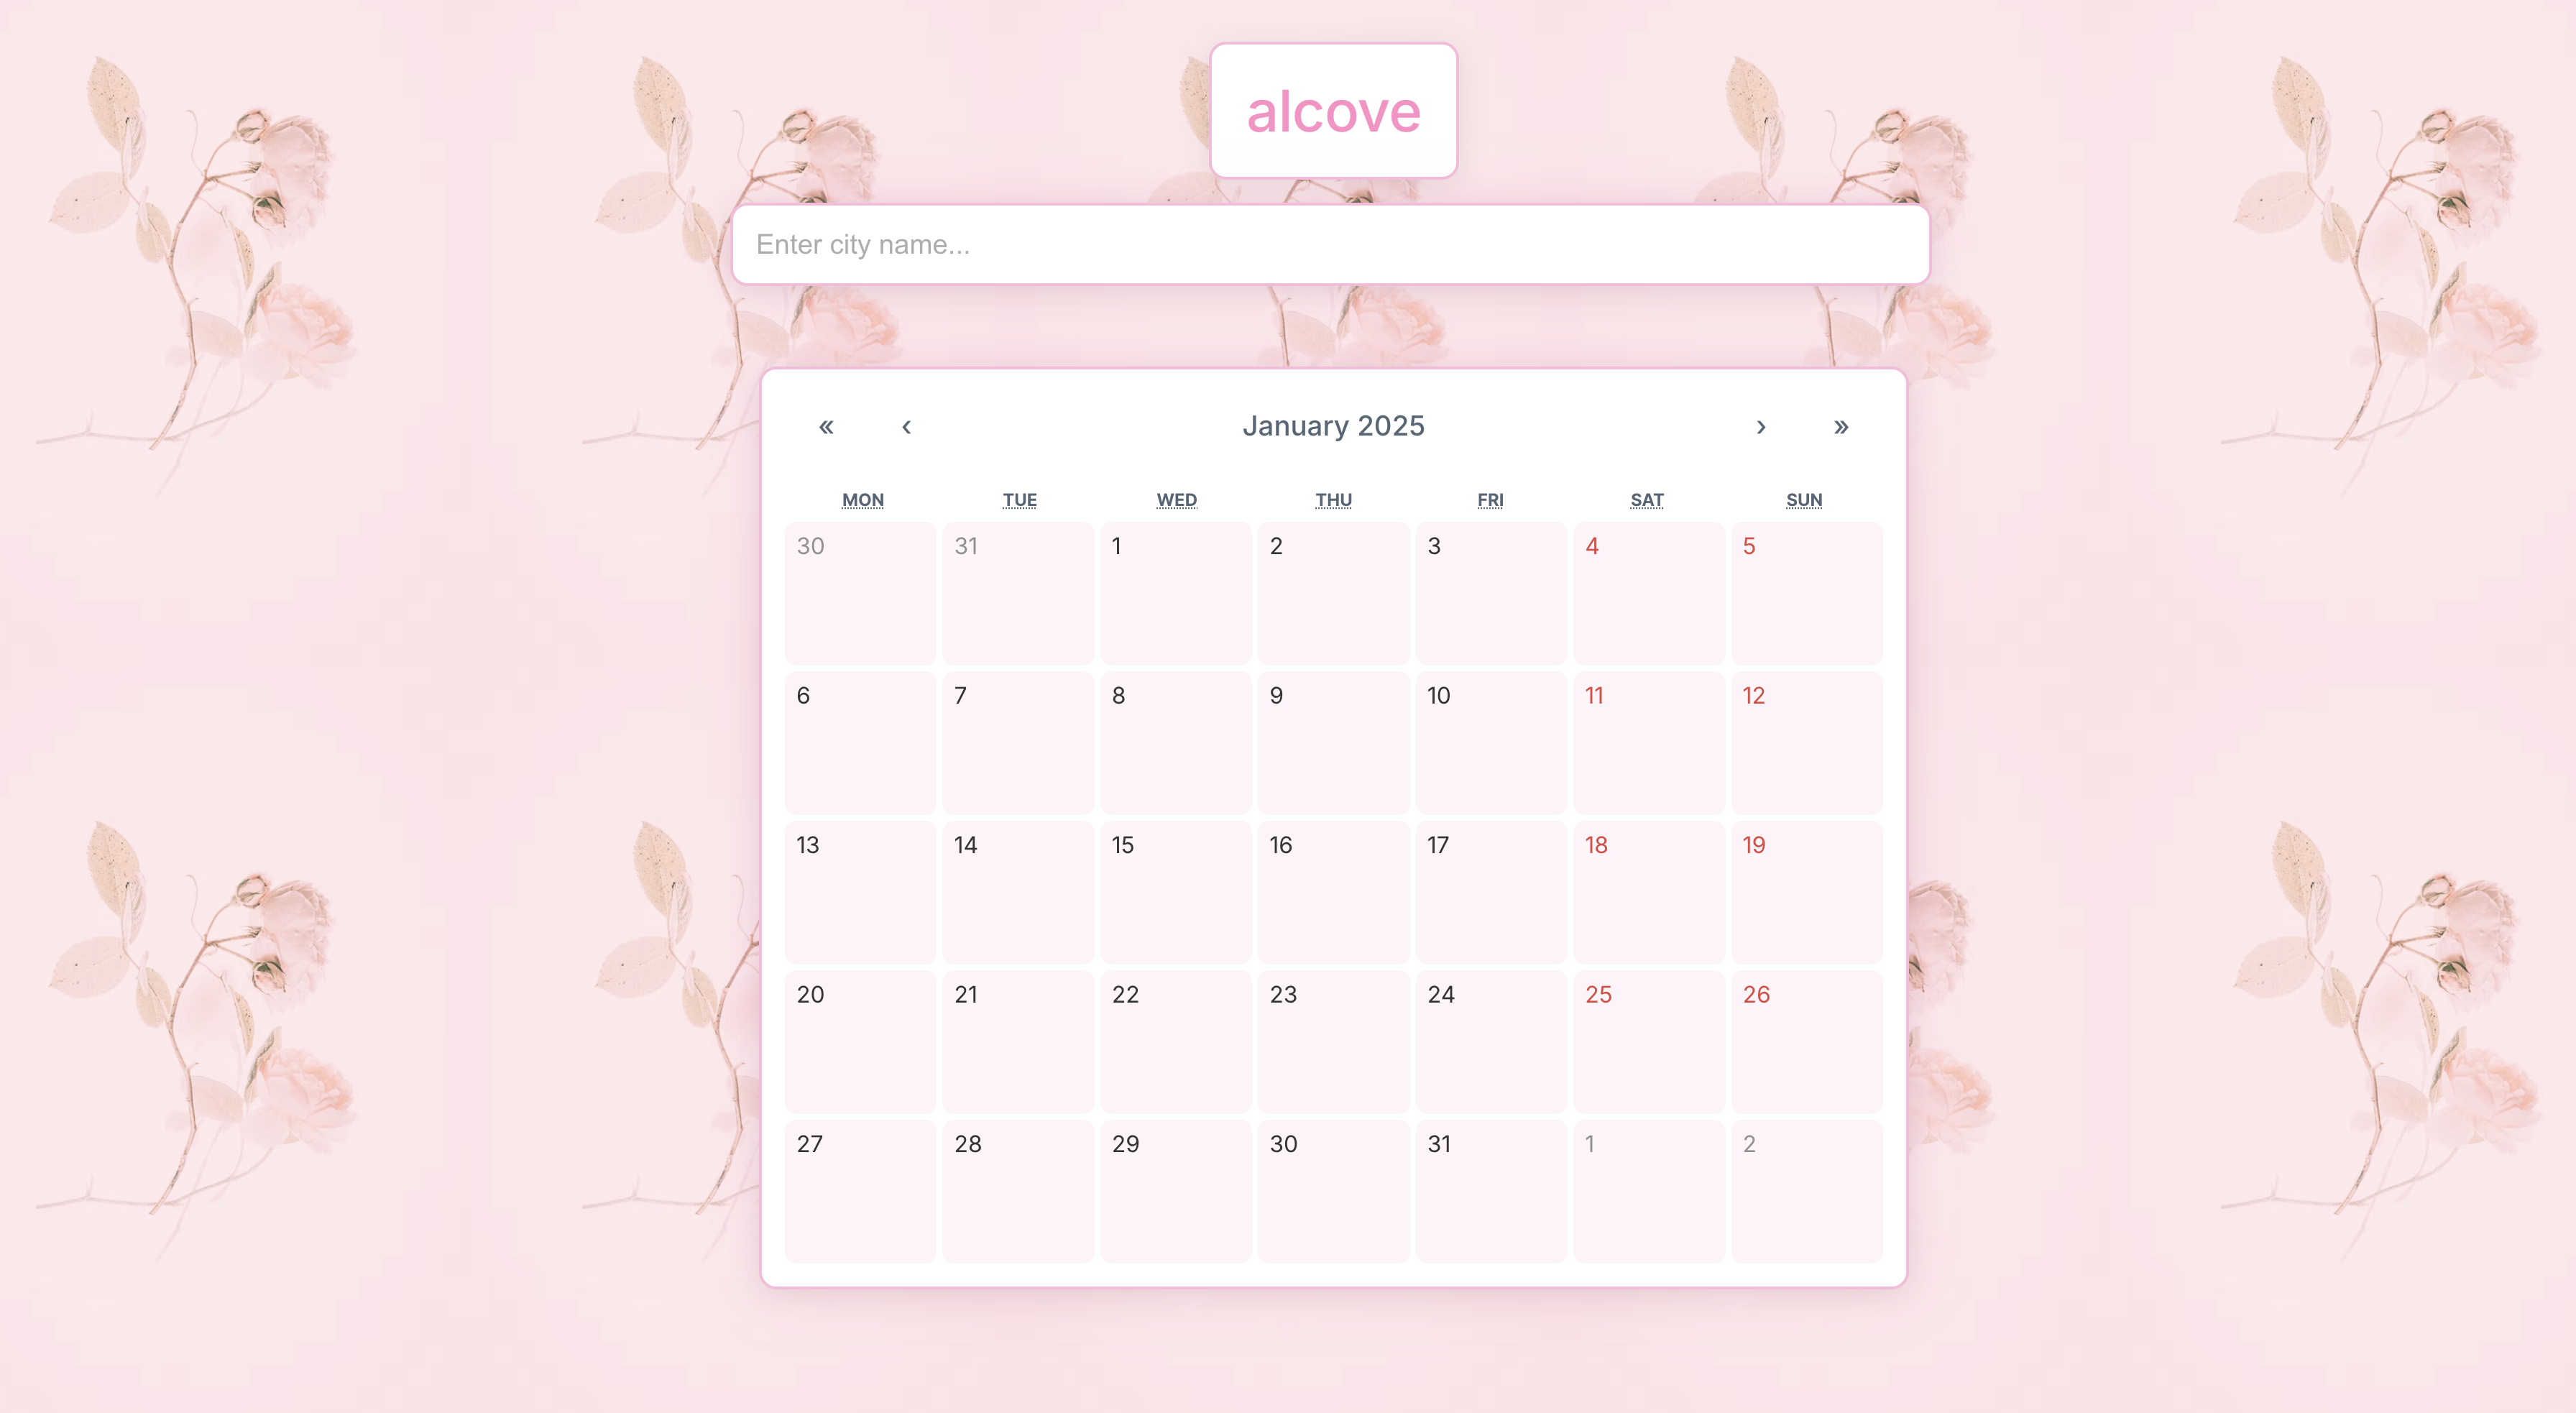 alcove
Enter city name...
« ‹ January 2025 › »
MON TUE WED THU FRI SAT SUN
30 31 1 2 3 4 5
6 7 8 9 10 11 12
13 14 15 16 17 18 19
20 21 22 23 24 25 26
27 28 29 30 31 1 2